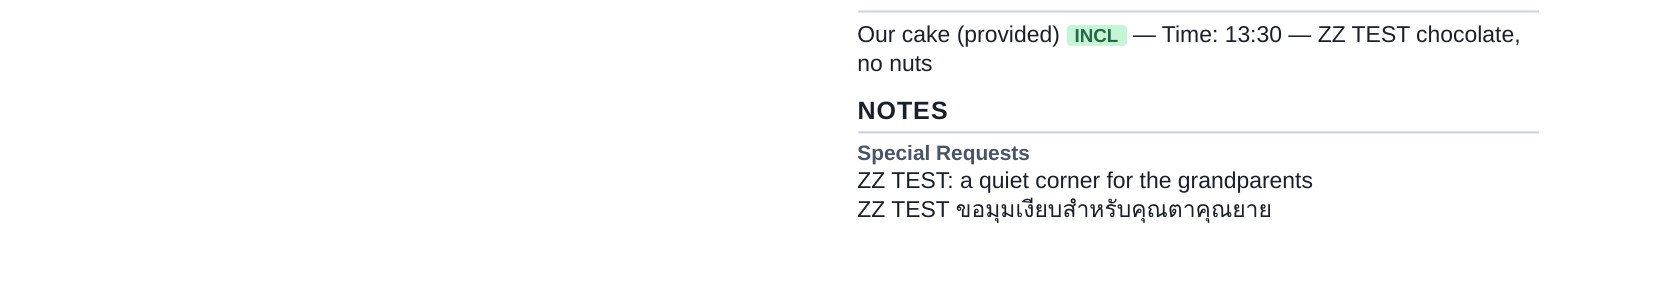 Our cake (provided) INCL — Time: 13:30 — ZZ TEST chocolate,
no nuts
NOTES
Special Requests
ZZ TEST: a quiet corner for the grandparents
ZZ TEST ขอมุมเงียบสำหรับคุณตาคุณยาย